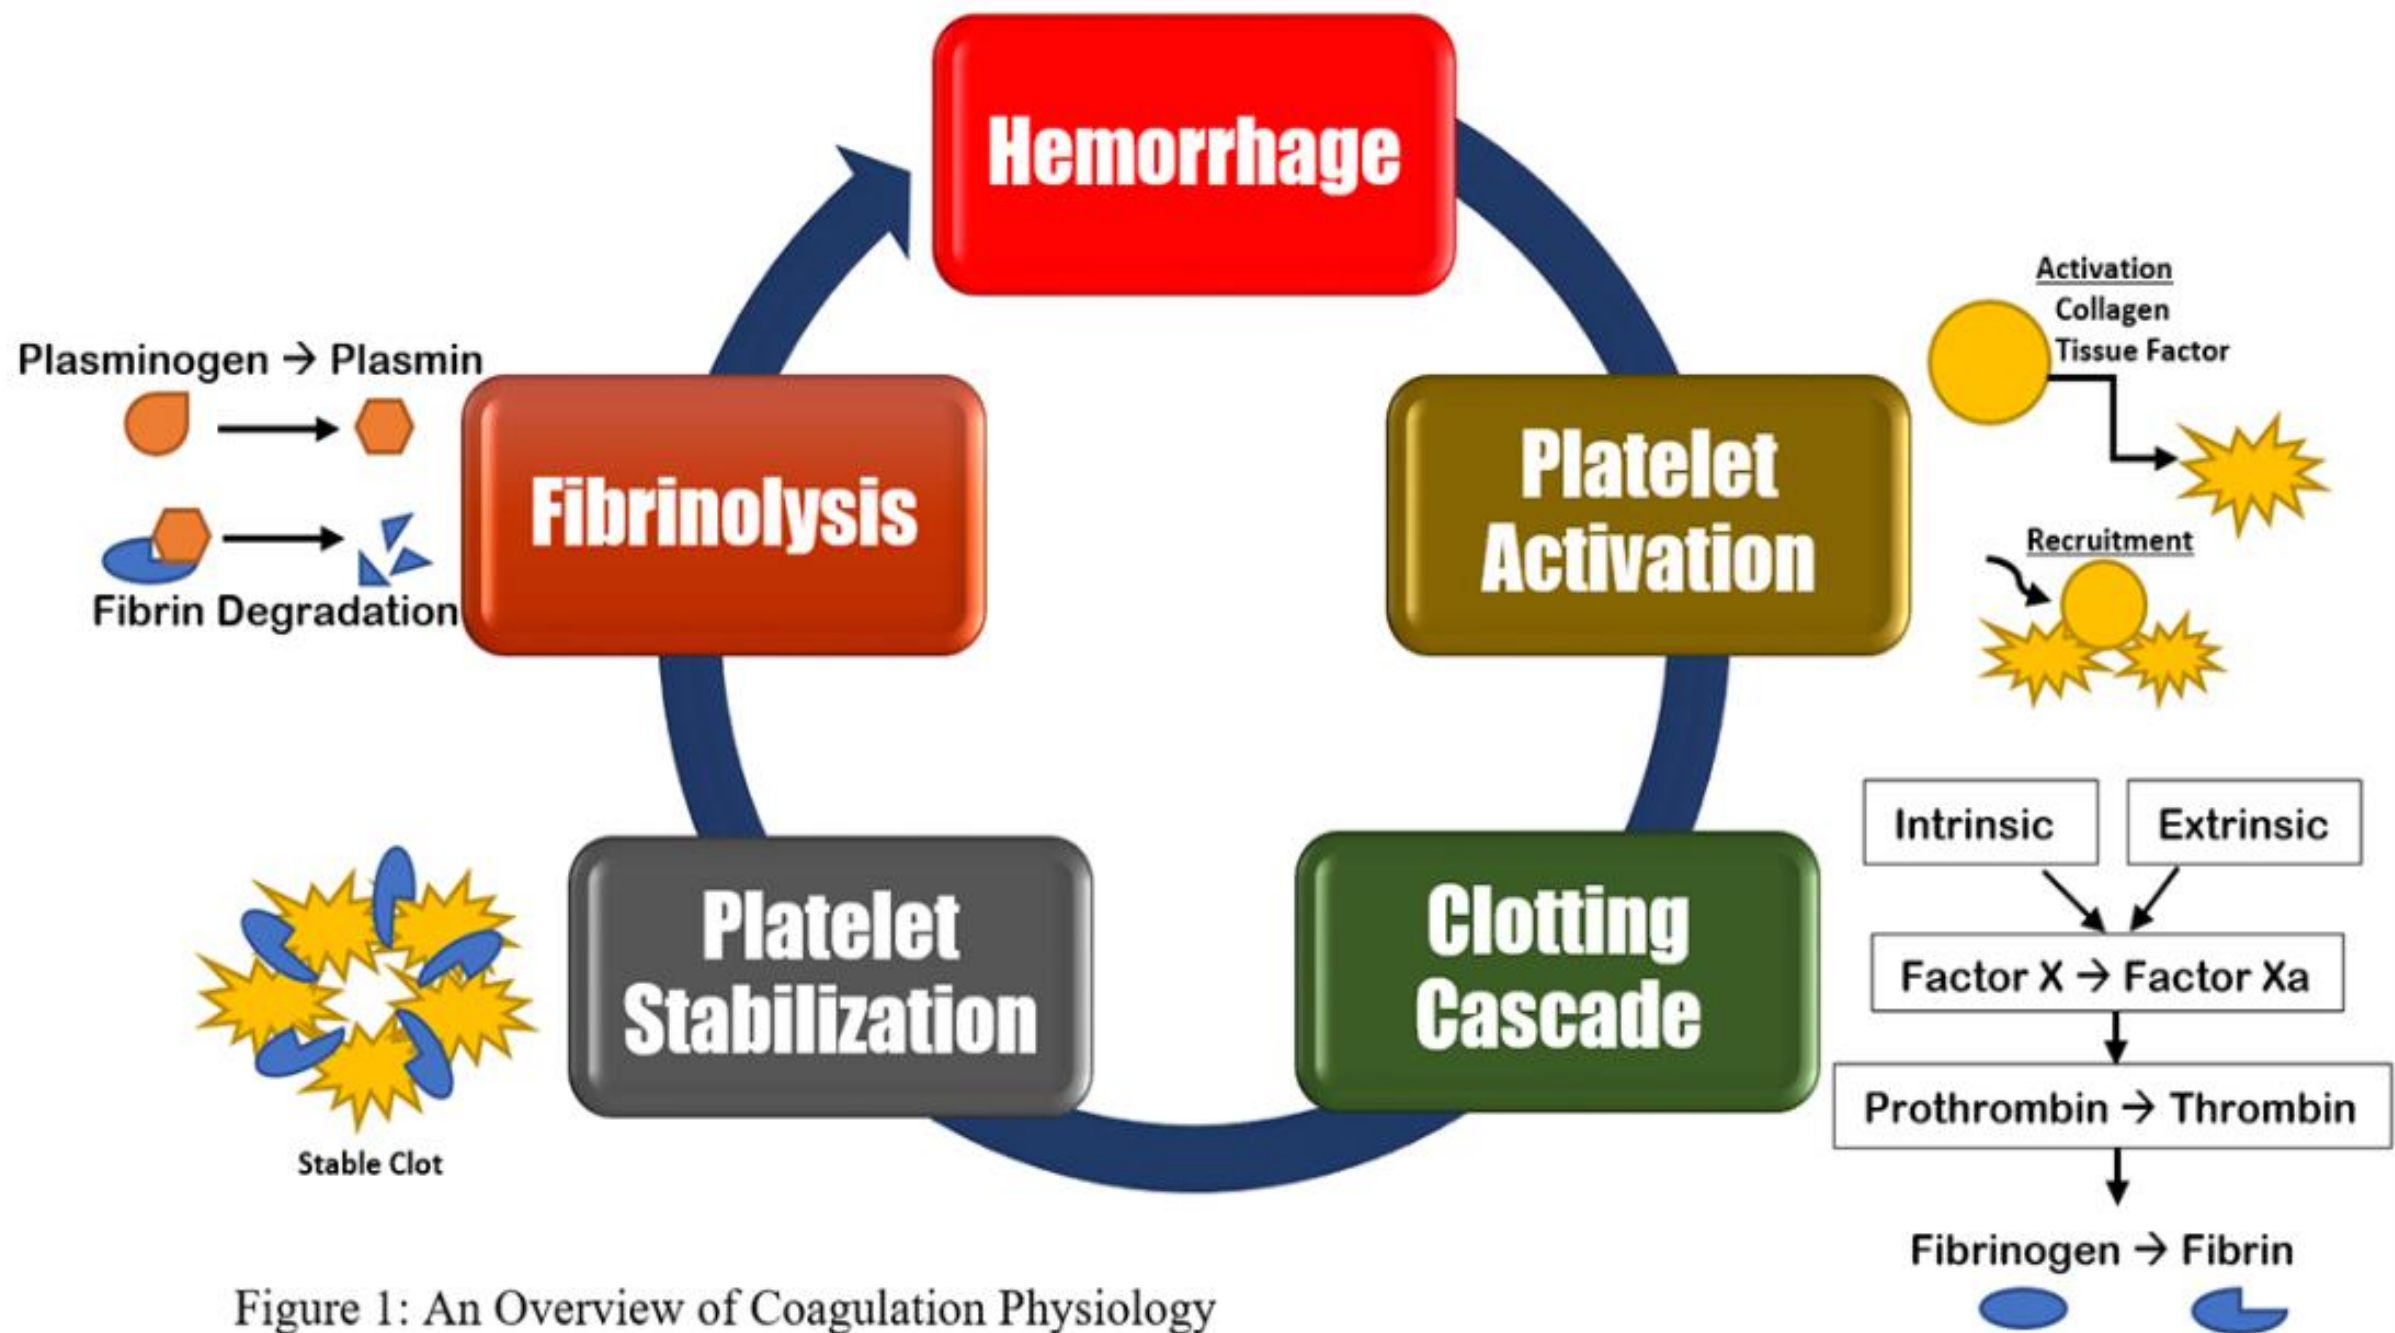 Hemorrhage
Activation
Collagen
Tissue Factor
Platelet
Activation
Recruitment
Intrinsic
Extrinsic
Clotting
Cascade
Factor X → Factor Xa
Prothrombin → Thrombin
Fibrinogen → Fibrin
Platelet
Stabilization
Stable Clot
Plasminogen → Plasmin
Fibrinolysis
Fibrin Degradation
Figure 1: An Overview of Coagulation Physiology